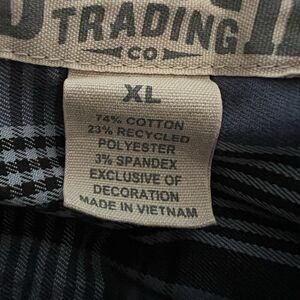 TRADING
CO
XL
74% COTTON
23% RECYCLED
POLYESTER
3% SPANDEX
EXCLUSIVE OF
DECORATION
MADE IN VIETNAM